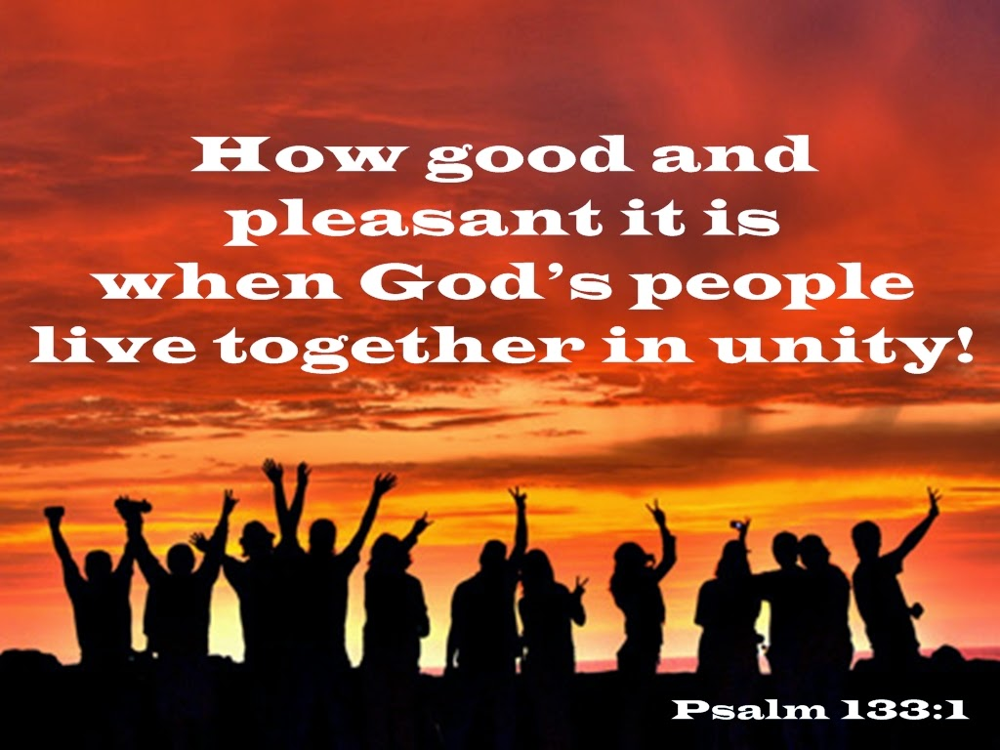 How good and
pleasant it is
when God’s people
live together in unity!
Psalm 133:1